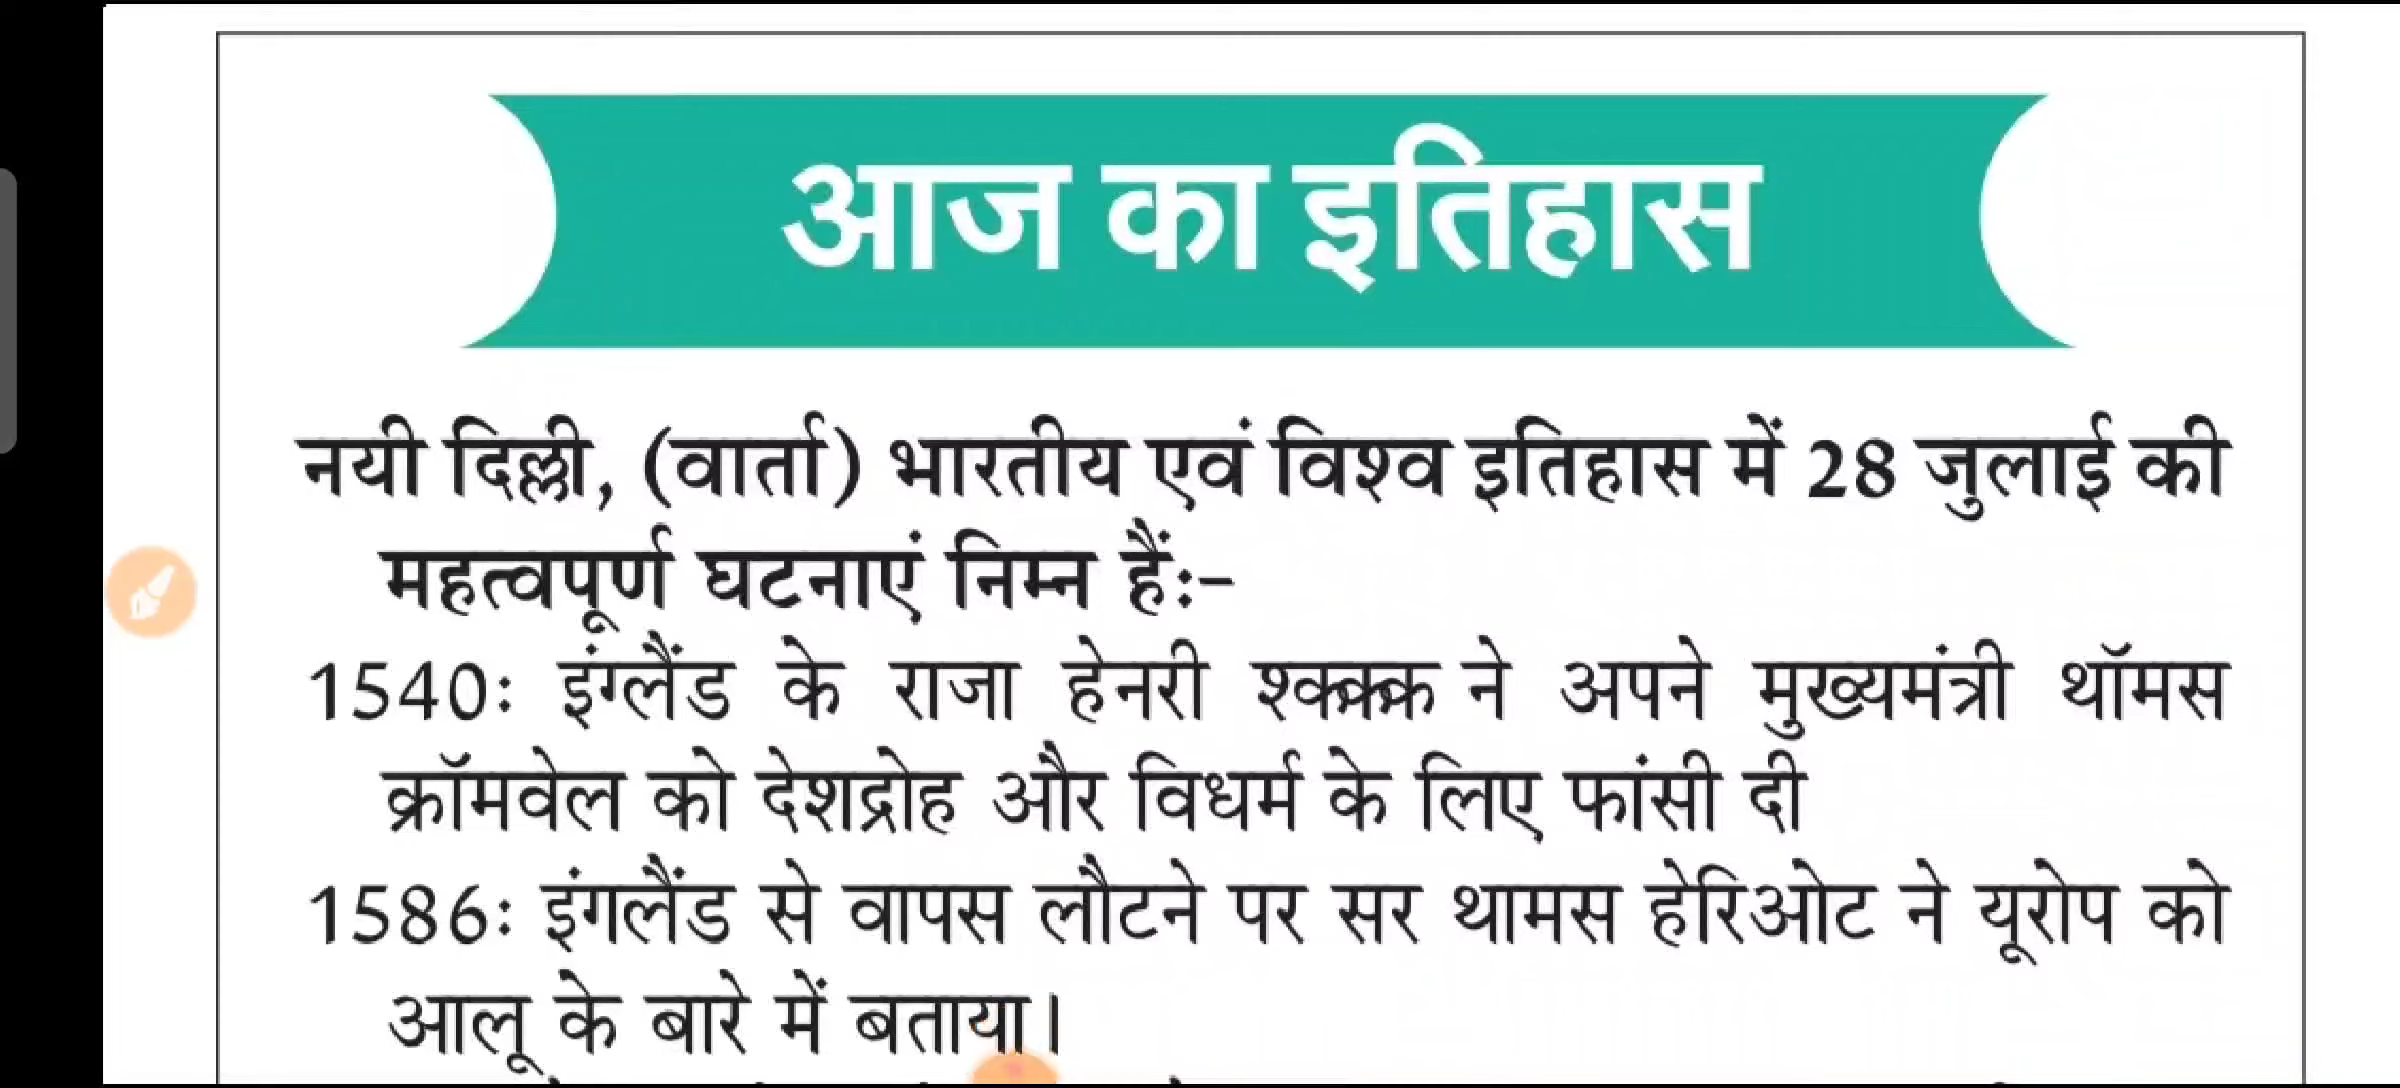 आज का इतिहास
नयी दिल्ली, (वार्ता) भारतीय एवं विश्व इतिहास में 28 जुलाई की
महत्वपूर्ण घटनाएं निम्न हैं:-
1540: इंग्लैंड के राजा हेनरी श्क्क्क्क ने अपने मुख्यमंत्री थॉमस
क्रॉमवेल को देशद्रोह और विधर्म के लिए फांसी दी
1586: इंगलैंड से वापस लौटने पर सर थामस हेरिओट ने यूरोप को
आलू के बारे में बताया।